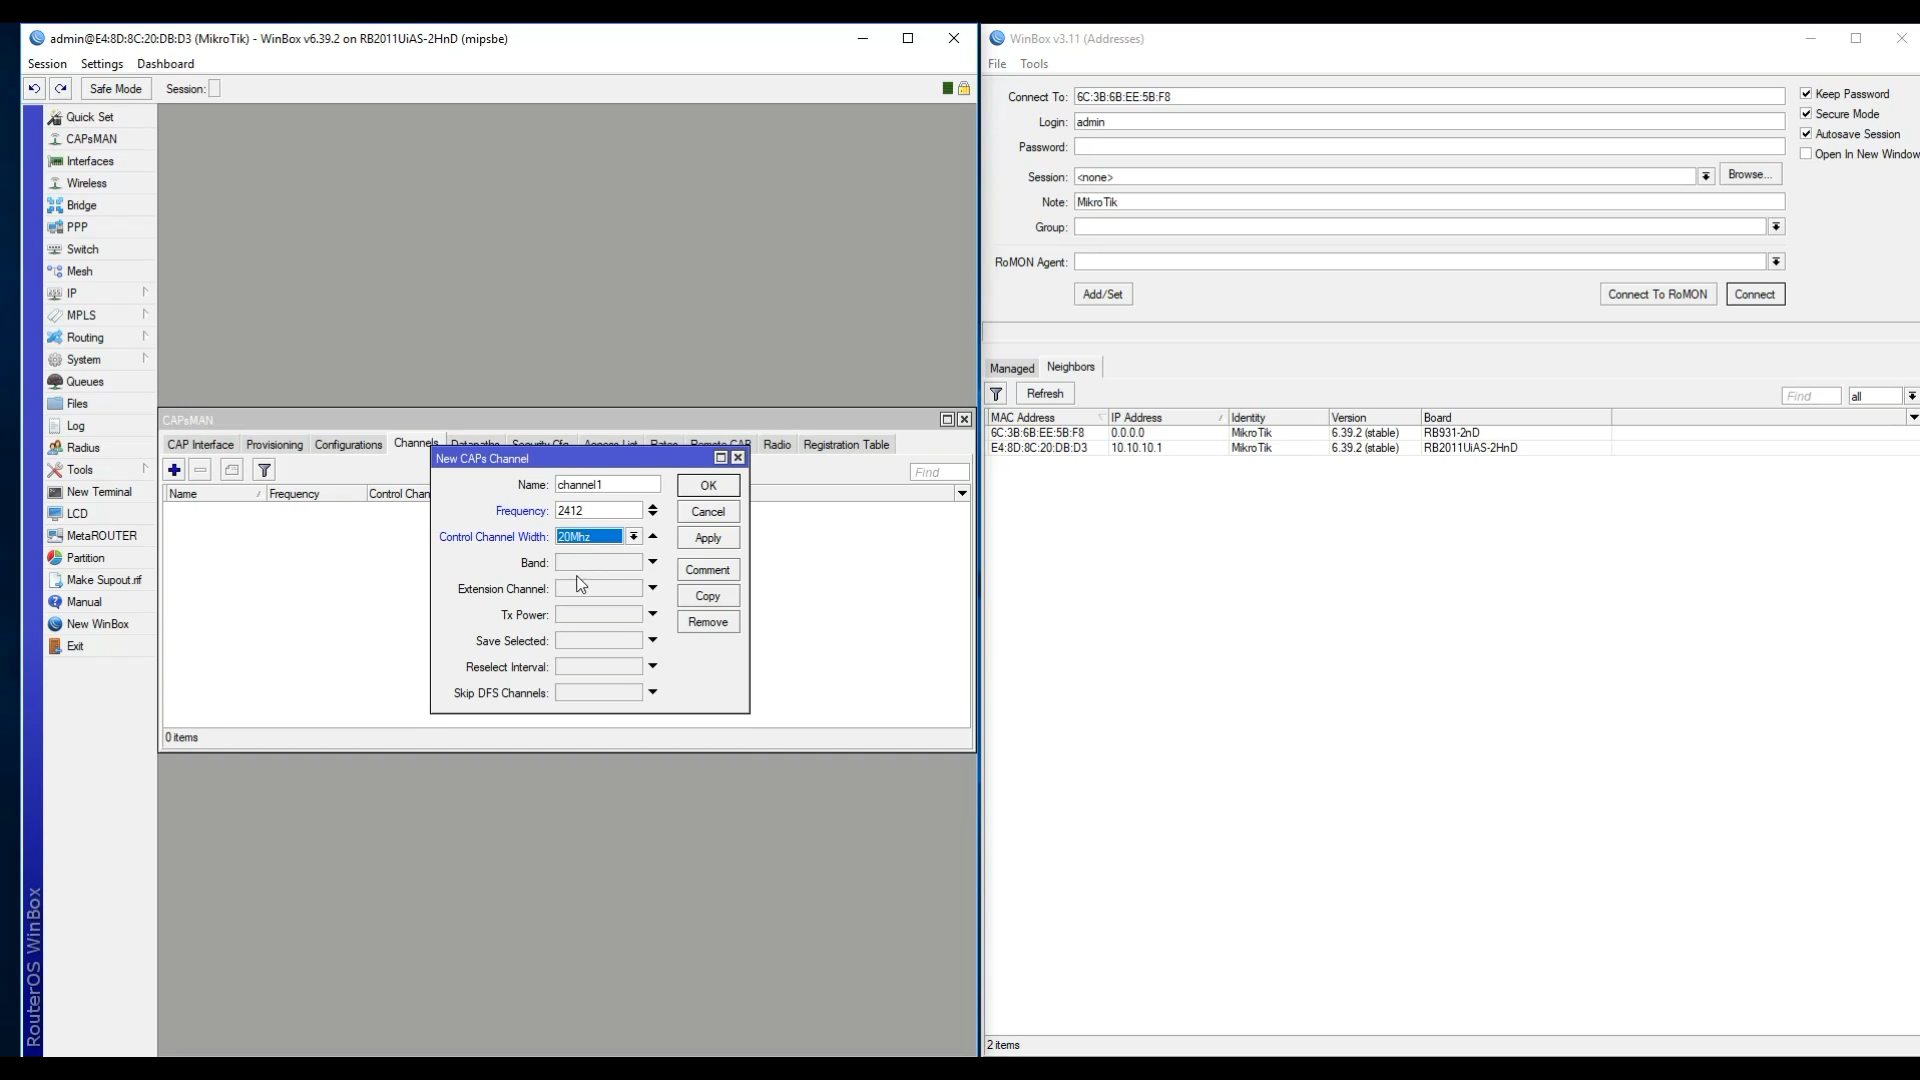 admin@E4:8D:8C:20:DB:D3 (MikroTik) - WinBox v6.39.2 on RB2011UiAS-2HnD (mipsbe)
Session Settings Dashboard
Safe Mode Session:
Quick Set
CAPsMAN
Interfaces
Wireless
Bridge
PPP
Switch
Mesh
IP
MPLS
Routing
System
Queues
Files
Log
Radius
Tools
New Terminal
LCD
MetaROUTER
Partition
Make Supout.rif
Manual
New WinBox
Exit
RouterOS WinBox
CAPsMAN
CAP Interface Provisioning Configurations Channels Datapaths Security Cfg. Access List Rates Remote CAP Radio Registration Table
Find
Name Frequency Control Chan
0 items
New CAPs Channel
Name: channel1
Frequency: 2412
Control Channel Width: 20Mhz
Band:
Extension Channel:
Tx Power:
Save Selected:
Reselect Interval:
Skip DFS Channels:
OK
Cancel
Apply
Comment
Copy
Remove
WinBox v3.11 (Addresses)
File Tools
Connect To: 6C:3B:6B:EE:5B:F8
Login: admin
Password:
Session: <none> Browse...
Note: MikroTik
Group:
RoMON Agent:
Keep Password
Secure Mode
Autosave Session
Open In New Window
Add/Set Connect To RoMON Connect
Managed Neighbors
Refresh Find all
MAC Address IP Address Identity Version Board
6C:3B:6B:EE:5B:F8 0.0.0.0 MikroTik 6.39.2 (stable) RB931-2nD
E4:8D:8C:20:DB:D3 10.10.10.1 MikroTik 6.39.2 (stable) RB2011UiAS-2HnD
2 items